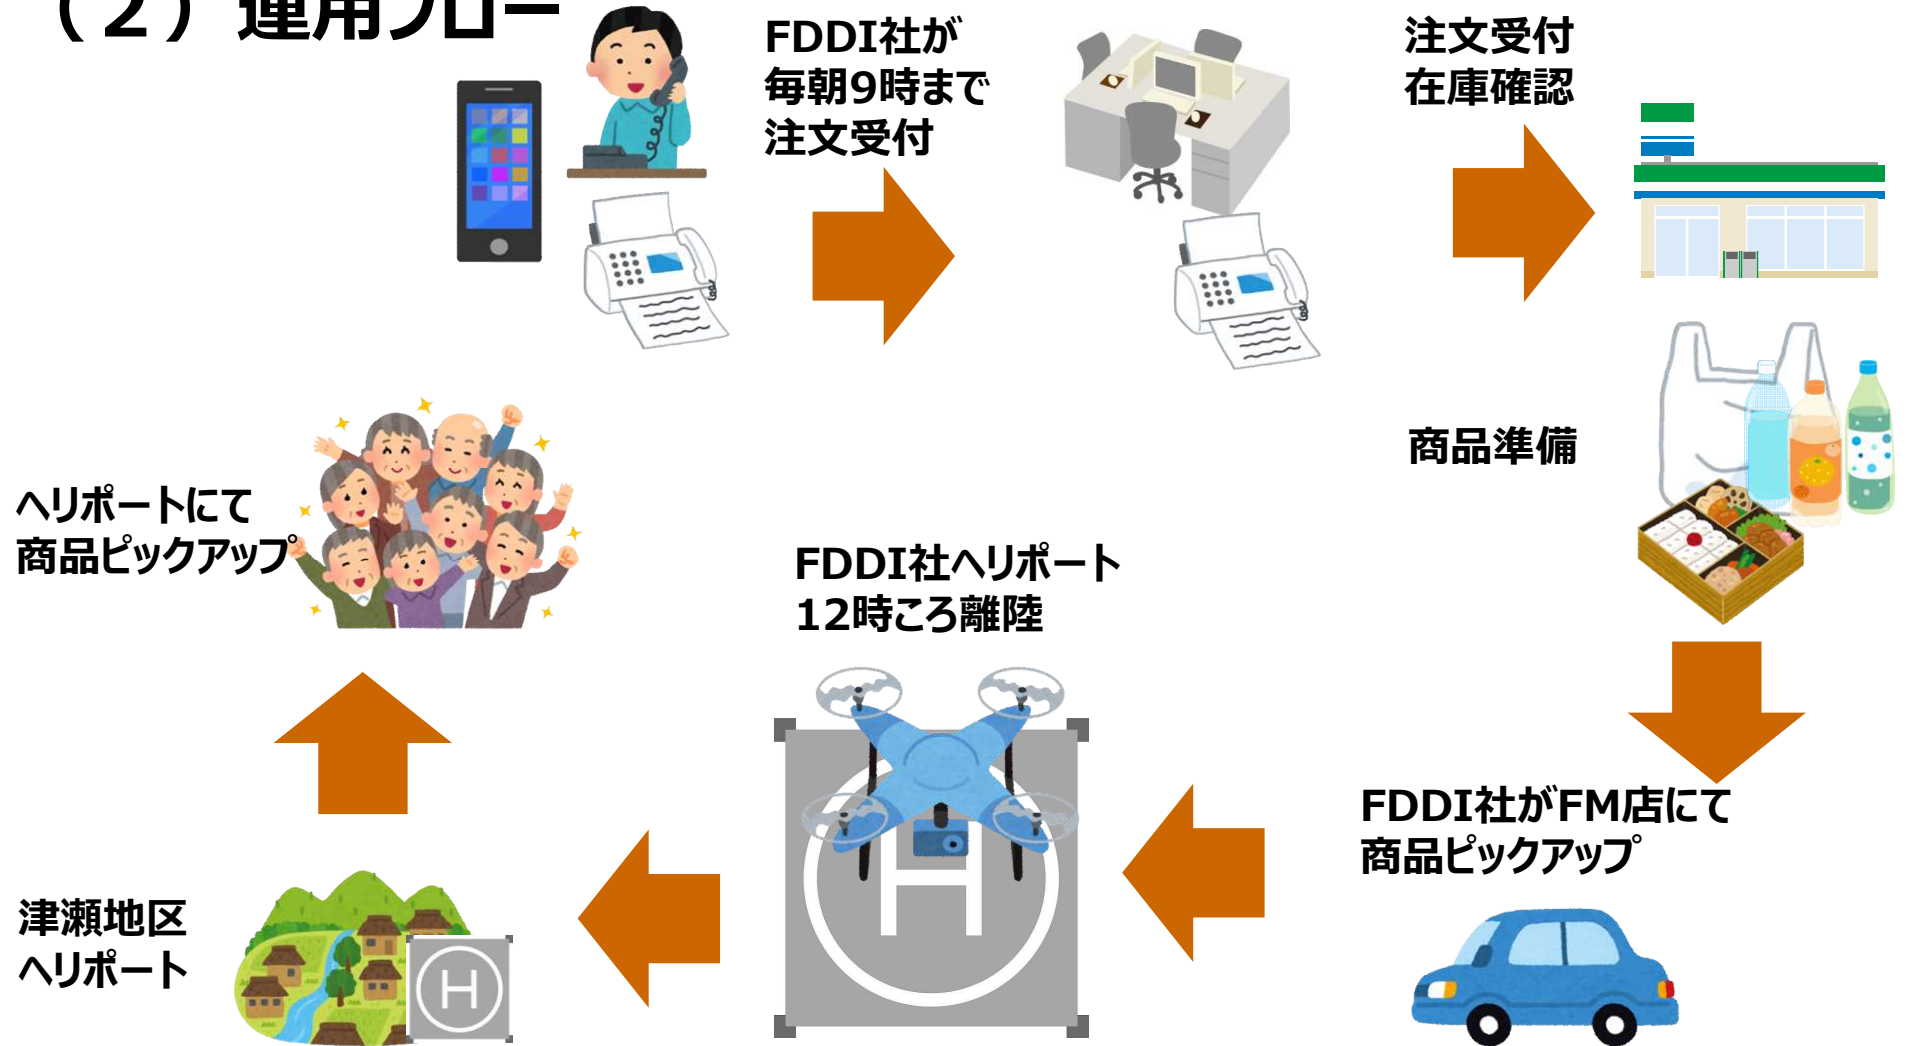 （２）運用フロー
FDDI社が
毎朝9時まで
注文受付
注文受付
在庫確認
商品準備
FDDI社がFM店にて
商品ピックアップ
FDDI社ヘリポート
12時ころ離陸
津瀬地区
ヘリポート
ヘリポートにて
商品ピックアップ
H
H